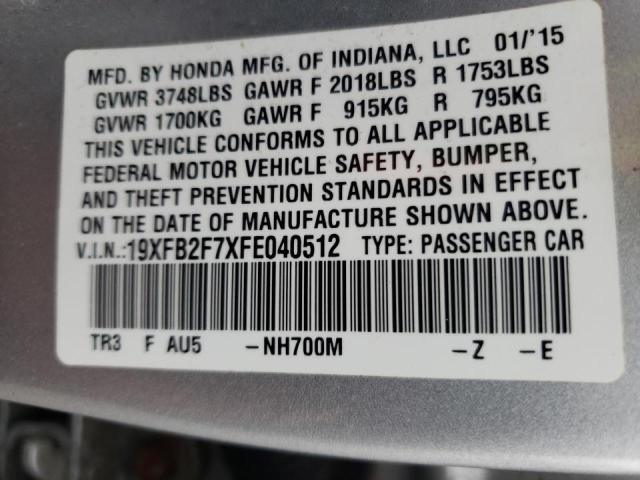 MFD. BY HONDA MFG. OF INDIANA, LLC 01/'15
GVWR 3748LBS GAWR F 2018LBS R 1753LBS
GVWR 1700KG GAWR F 915KG R 795KG
THIS VEHICLE CONFORMS TO ALL APPLICABLE
FEDERAL MOTOR VEHICLE SAFETY, BUMPER,
AND THEFT PREVENTION STANDARDS IN EFFECT
ON THE DATE OF MANUFACTURE SHOWN ABOVE.
V.I.N.:19XFB2F7XFE040512 TYPE: PASSENGER CAR
TR3 F AU5 -NH700M -Z -E